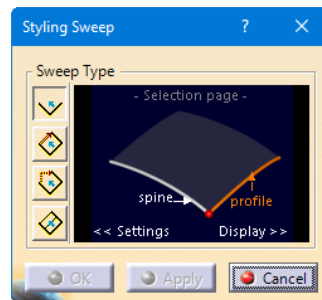 Styling Sweep ? ×
Sweep Type
- Selection page -
spine
profile
<< Settings Display >>
OK Apply Cancel